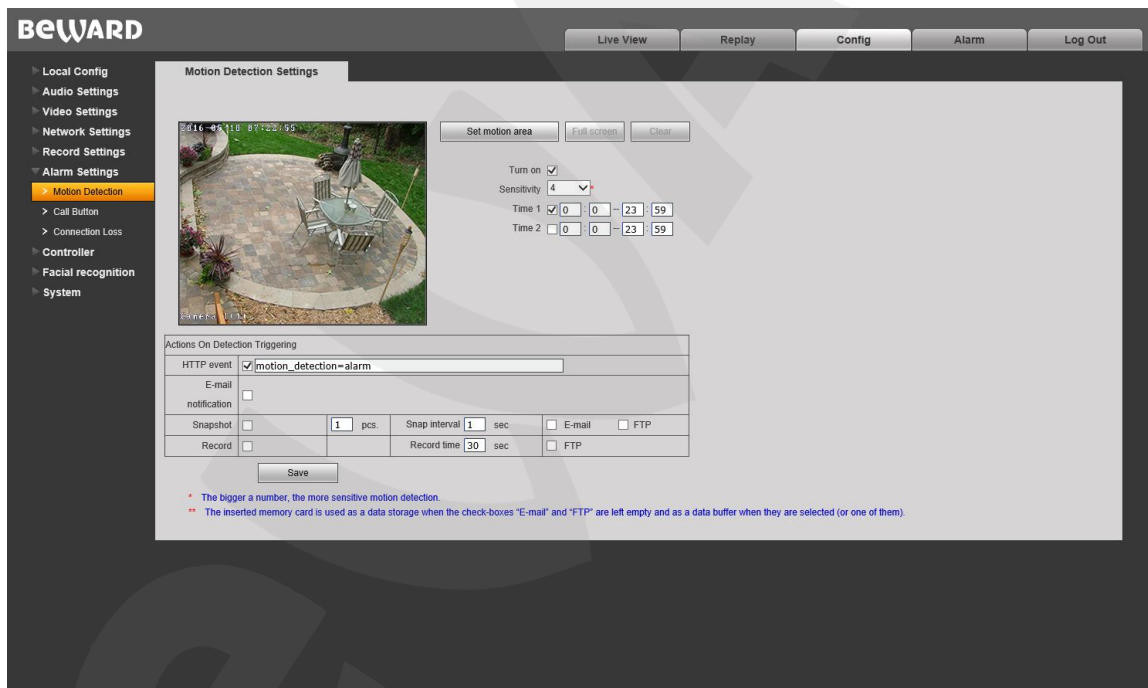 BEWARD
Live View Replay Config Alarm Log Out
Local Config
Audio Settings
Video Settings
Network Settings
Record Settings
Alarm Settings
> Motion Detection
> Call Button
> Connection Loss
Controller
Facial recognition
System
Motion Detection Settings
2016-05-18 07:22:55
Set motion area Full screen Clear
Turn on
Sensitivity 4 *
Time 1 0 : 0 -- 23 : 59
Time 2 0 : 0 -- 23 : 59
Actions On Detection Triggering
HTTP event motion_detection=alarm
E-mail
notification
Snapshot 1 pcs. Snap interval 1 sec E-mail FTP
Record Record time 30 sec FTP
Save
* The bigger a number, the more sensitive motion detection.
** The inserted memory card is used as a data storage when the check-boxes “E-mail” and “FTP” are left empty and as a data buffer when they are selected (or one of them).